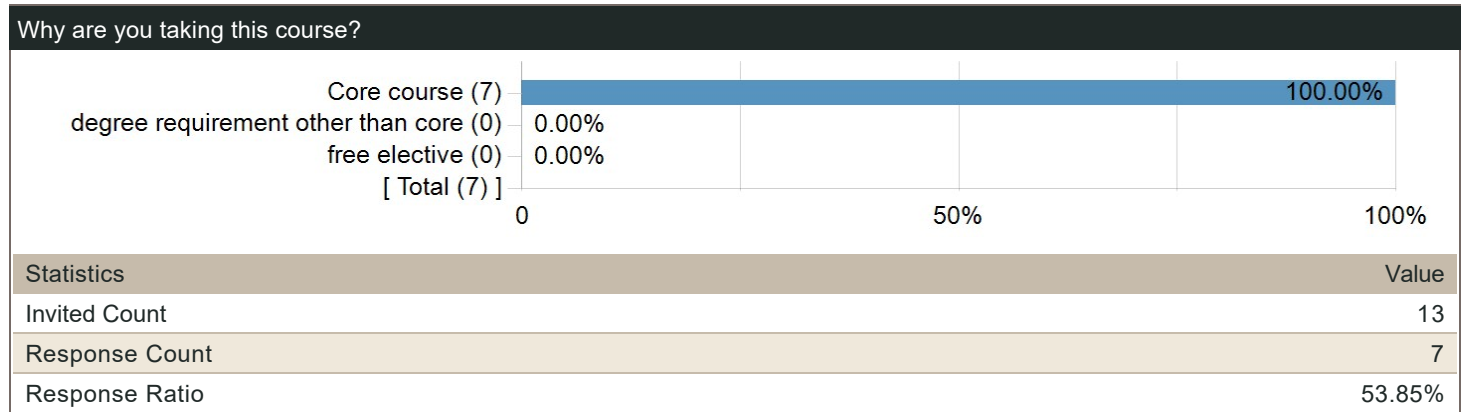 Why are you taking this course?
Core course (7) 100.00%
degree requirement other than core (0) 0.00%
free elective (0) 0.00%
[ Total (7) ]
0 50% 100%
Statistics Value
Invited Count 13
Response Count 7
Response Ratio 53.85%